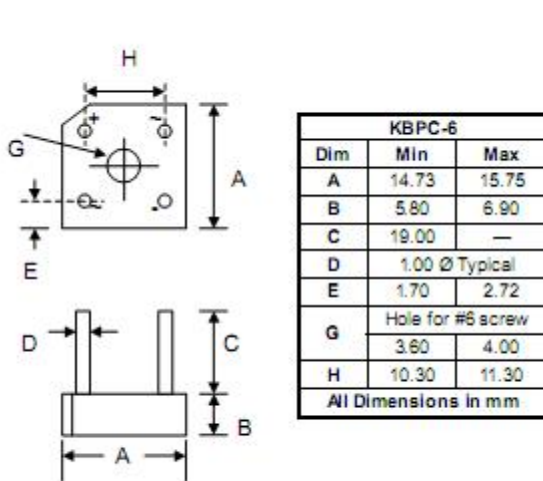 H
+ ~
G
A
~ -
E
D
C
B
A
KBPC-6
Dim Min Max
A 14.73 15.75
B 5.80 6.90
C 19.00 —
D 1.00 Ø Typical
E 1.70 2.72
G Hole for #6 screw
3.60 4.00
H 10.30 11.30
All Dimensions in mm